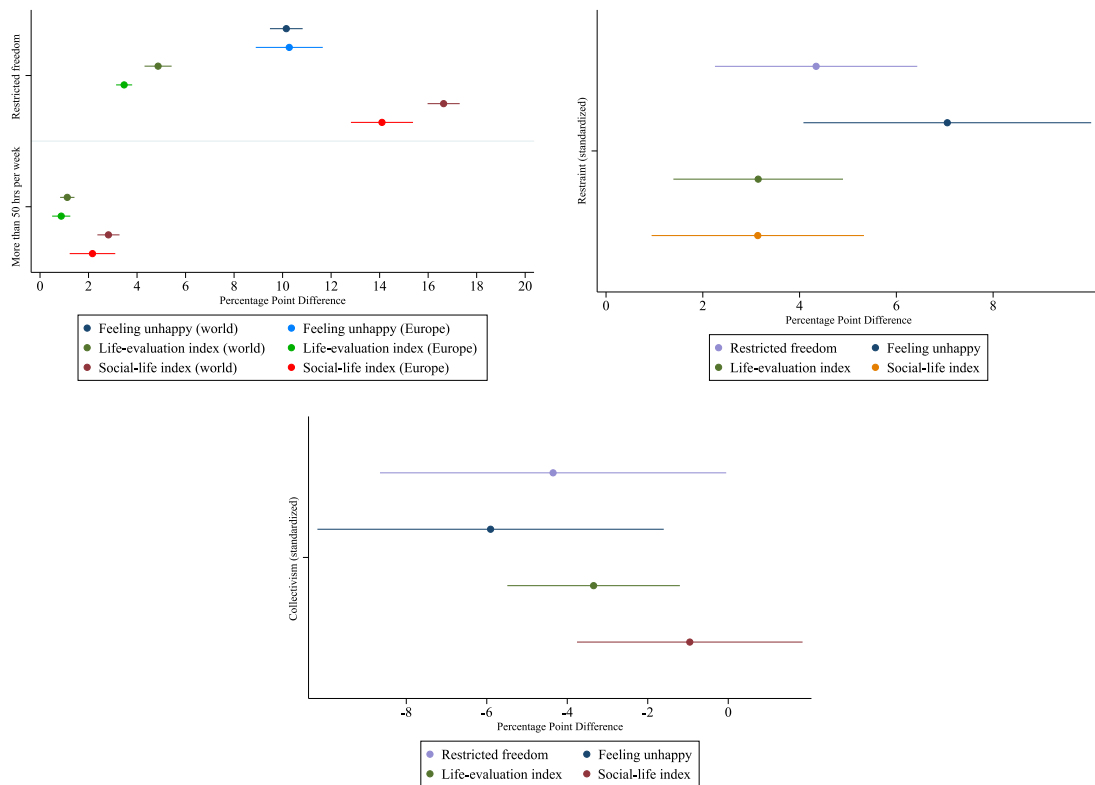 Restricted freedom
More than 50 hrs per week
0 2 4 6 8 10 12 14 16 18 20
Percentage Point Difference
Feeling unhappy (world) Feeling unhappy (Europe)
Life-evaluation index (world) Life-evaluation index (Europe)
Social-life index (world) Social-life index (Europe)
Restraint (standardized)
0 2 4 6 8
Percentage Point Difference
Restricted freedom Feeling unhappy
Life-evaluation index Social-life index
Collectivism (standardized)
-8 -6 -4 -2 0
Percentage Point Difference
Restricted freedom Feeling unhappy
Life-evaluation index Social-life index